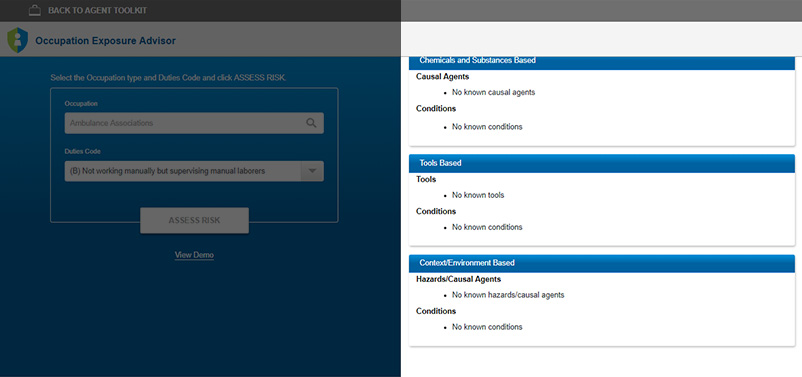 BACK TO AGENT TOOLKIT
Occupation Exposure Advisor
Select the Occupation type and Duties Code and click ASSESS RISK.
Occupation
Ambulance Associations
Duties Code
(B) Not working manually but supervising manual laborers
ASSESS RISK
View Demo
Chemicals and Substances Based
Causal Agents
No known causal agents
Conditions
No known conditions
Tools Based
Tools
No known tools
Conditions
No known conditions
Context/Environment Based
Hazards/Causal Agents
No known hazards/causal agents
Conditions
No known conditions